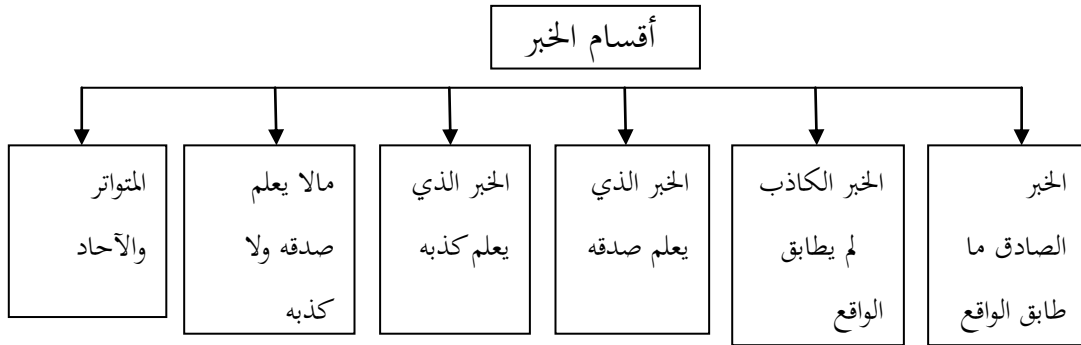 أقسام الخبر
الخبر
الصادق ما
طابق الواقع
الخبر الكاذب
لم يطابق
الواقع
الخبر الذي
يعلم صدقه
الخبر الذي
يعلم كذبه
مالا يعلم
صدقه ولا
كذبه
المتواتر
والآحاد